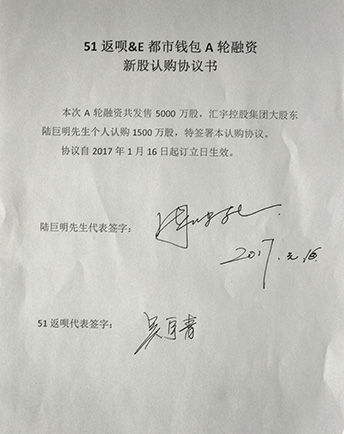 51 返呗&E 都市钱包 A 轮融资
新股认购协议书
本次 A 轮融资共发售 5000 万股，汇宇控股集团大股东
陆巨明先生个人认购 1500 万股，特签署本认购协议。
协议自 2017 年 1 月 16 日起订立日生效。
陆巨明先生代表签字：
2017.元.16.
51 返呗代表签字：